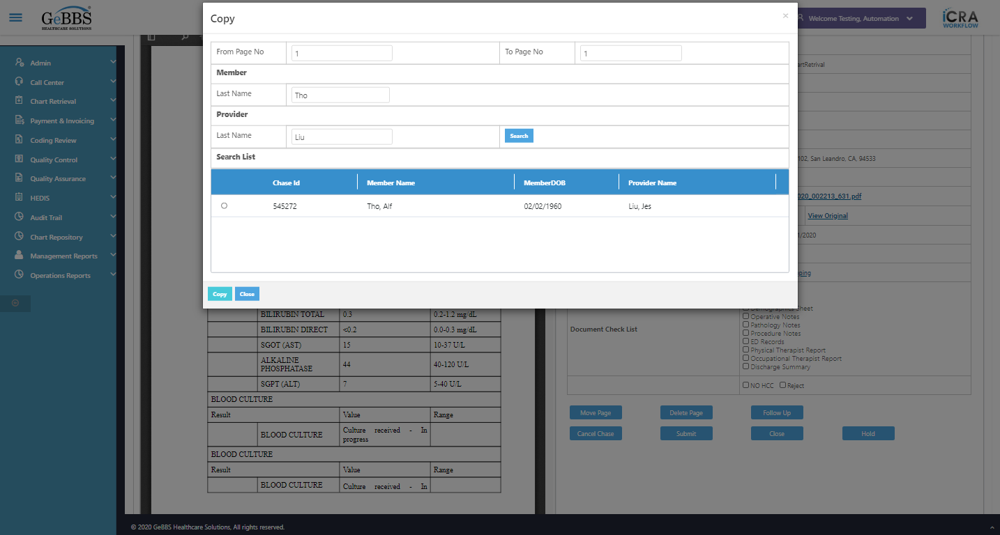 GeBBS
HEALTHCARE SOLUTIONS
Welcome Testing, Automation
iCRA
WORKFLOW
Admin
Call Center
Chart Retrieval
Payment & Invoicing
Coding Review
Quality Control
Quality Assurance
HEDIS
Audit Trail
Chart Repository
Management Reports
Operations Reports
Copy
×
From Page No 1 To Page No 1
Member
Last Name Tho
Provider
Last Name Liu Search
Search List
Chase Id Member Name MemberDOB Provider Name
545272 Tho, Alf 02/02/1960 Liu, Jes
Copy Close
BILIRUBIN TOTAL 0.3 0.2-1.2 mg/dL
BILIRUBIN DIRECT <0.2 0.0-0.3 mg/dL
SGOT (AST) 15 10-37 U/L
ALKALINE PHOSPHATASE 44 40-120 U/L
SGPT (ALT) 7 5-40 U/L
BLOOD CULTURE
Result Value Range
BLOOD CULTURE Culture received - In progress
BLOOD CULTURE
Result Value Range
BLOOD CULTURE Culture received - In
artRetrival
102, San Leandro, CA, 94533
020_002213_631.pdf
View Original
1/2020
ping
Document Check List
Demographics Sheet
Operative Notes
Pathology Notes
Procedure Notes
ED Records
Physical Therapist Report
Occupational Therapist Report
Discharge Summary
NO HCC Reject
Move Page Delete Page Follow Up
Cancel Chase Submit Close Hold
© 2020 GeBBS Healthcare Solutions, All rights reserved.